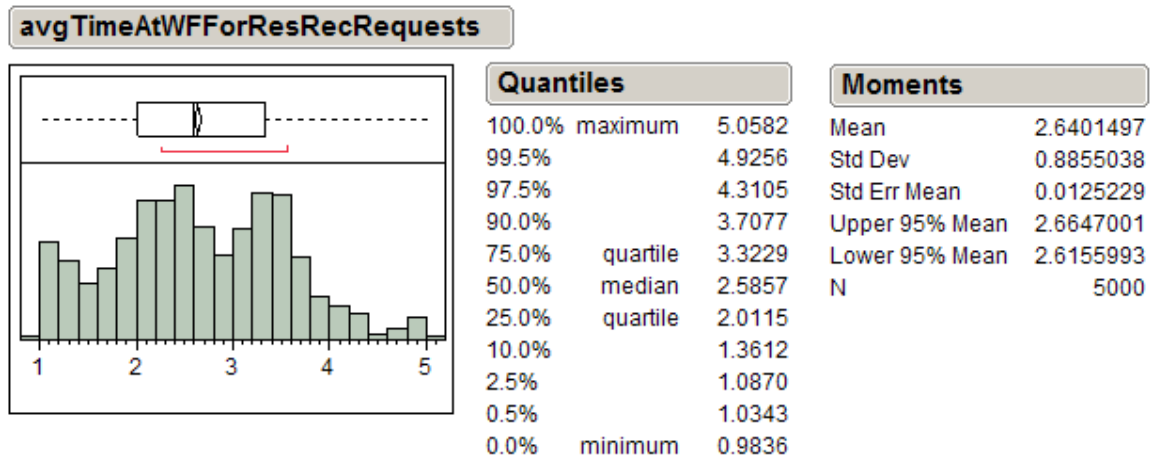 avgTimeAtWFForResRecRequests
1 2 3 4 5
Quantiles
100.0% maximum 5.0582
99.5% 4.9256
97.5% 4.3105
90.0% 3.7077
75.0% quartile 3.3229
50.0% median 2.5857
25.0% quartile 2.0115
10.0% 1.3612
2.5% 1.0870
0.5% 1.0343
0.0% minimum 0.9836
Moments
Mean 2.6401497
Std Dev 0.8855038
Std Err Mean 0.0125229
Upper 95% Mean 2.6647001
Lower 95% Mean 2.6155993
N 5000